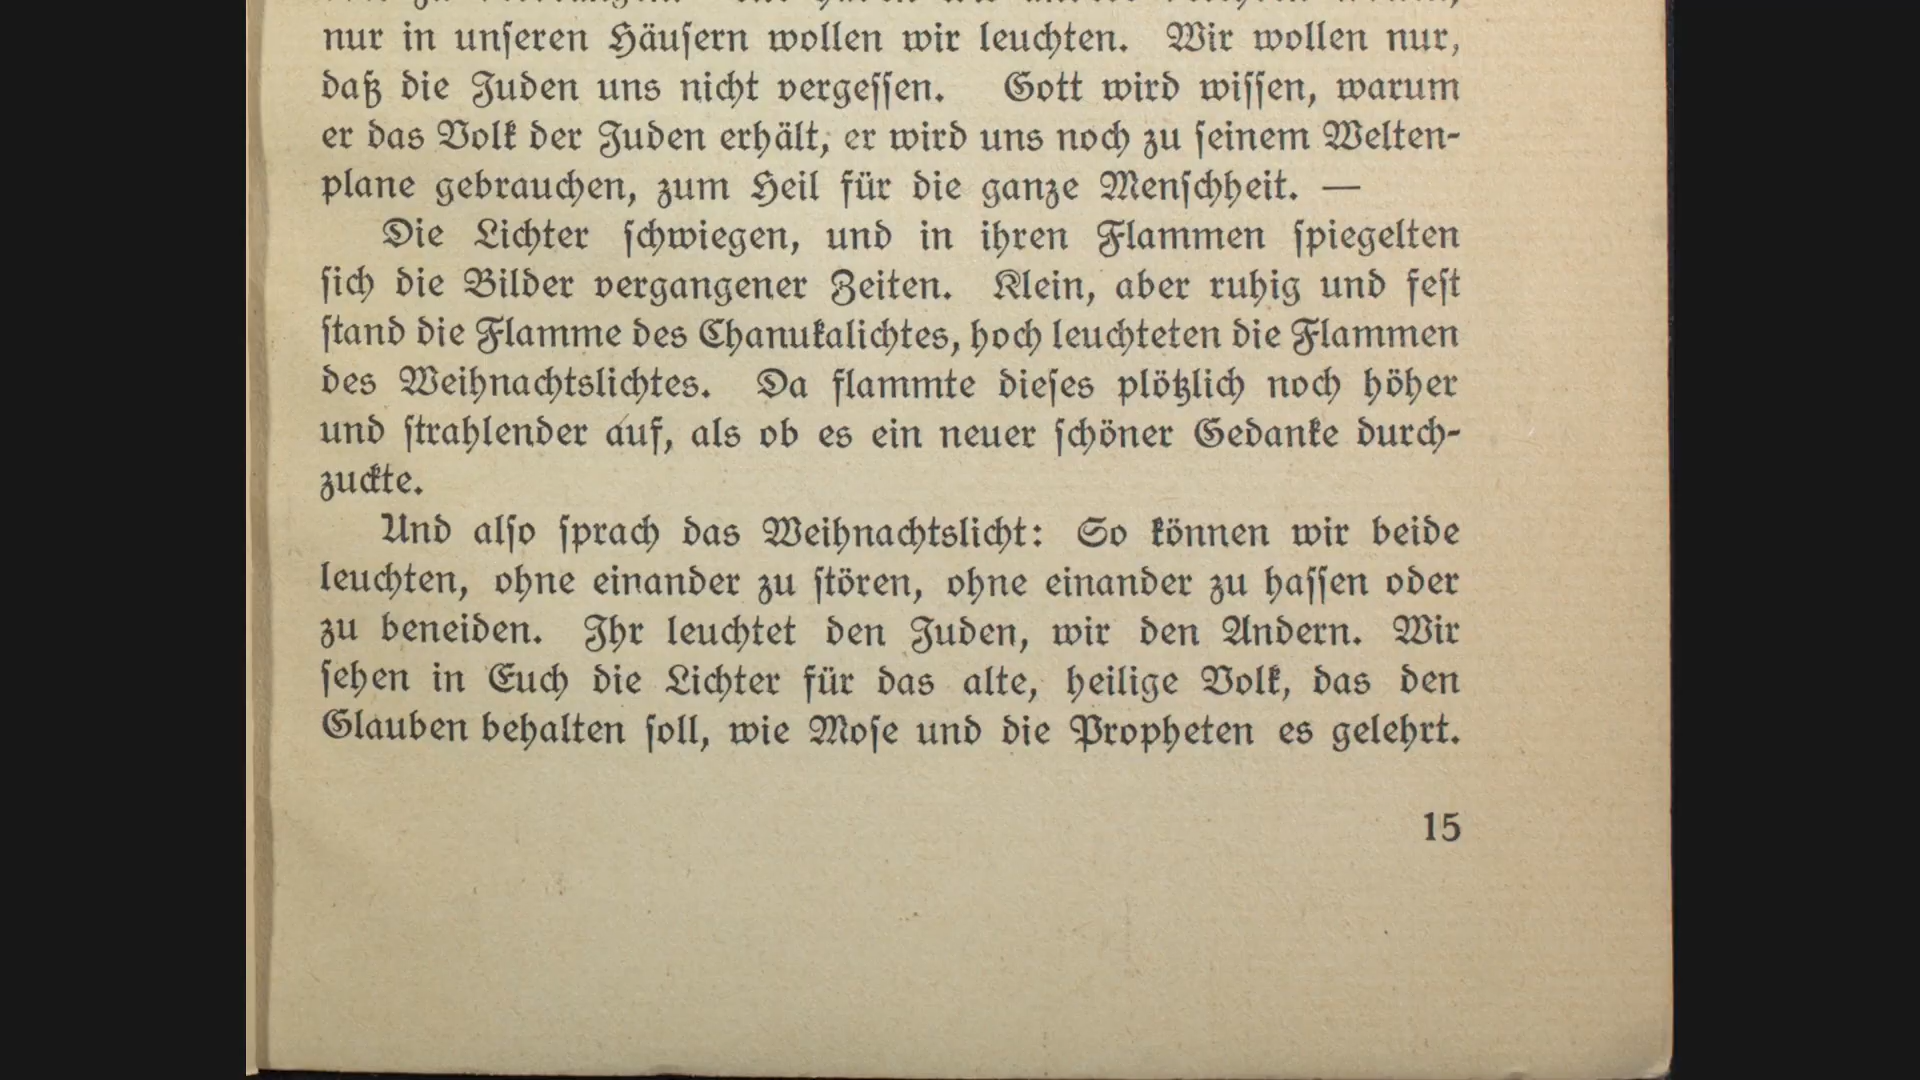 nur in unſeren Häuſern wollen wir leuchten. Wir wollen nur,
daß die Juden uns nicht vergeſſen. Gott wird wiſſen, warum
er das Volk der Juden erhält, er wird uns noch zu ſeinem Welten-
plane gebrauchen, zum Heil für die ganze Menſchheit. —
Die Lichter ſchwiegen, und in ihren Flammen ſpiegelten
ſich die Bilder vergangener Zeiten. Klein, aber ruhig und feſt
ſtand die Flamme des Chanukalichtes, hoch leuchteten die Flammen
des Weihnachtslichtes. Da flammte dieſes plötzlich noch höher
und ſtrahlender auf, als ob es ein neuer ſchöner Gedanke durch-
zuckte.
Und alſo ſprach das Weihnachtslicht: So können wir beide
leuchten, ohne einander zu ſtören, ohne einander zu haſſen oder
zu beneiden. Ihr leuchtet den Juden, wir den Andern. Wir
ſehen in Euch die Lichter für das alte, heilige Volk, das den
Glauben behalten ſoll, wie Moſe und die Propheten es gelehrt.
15